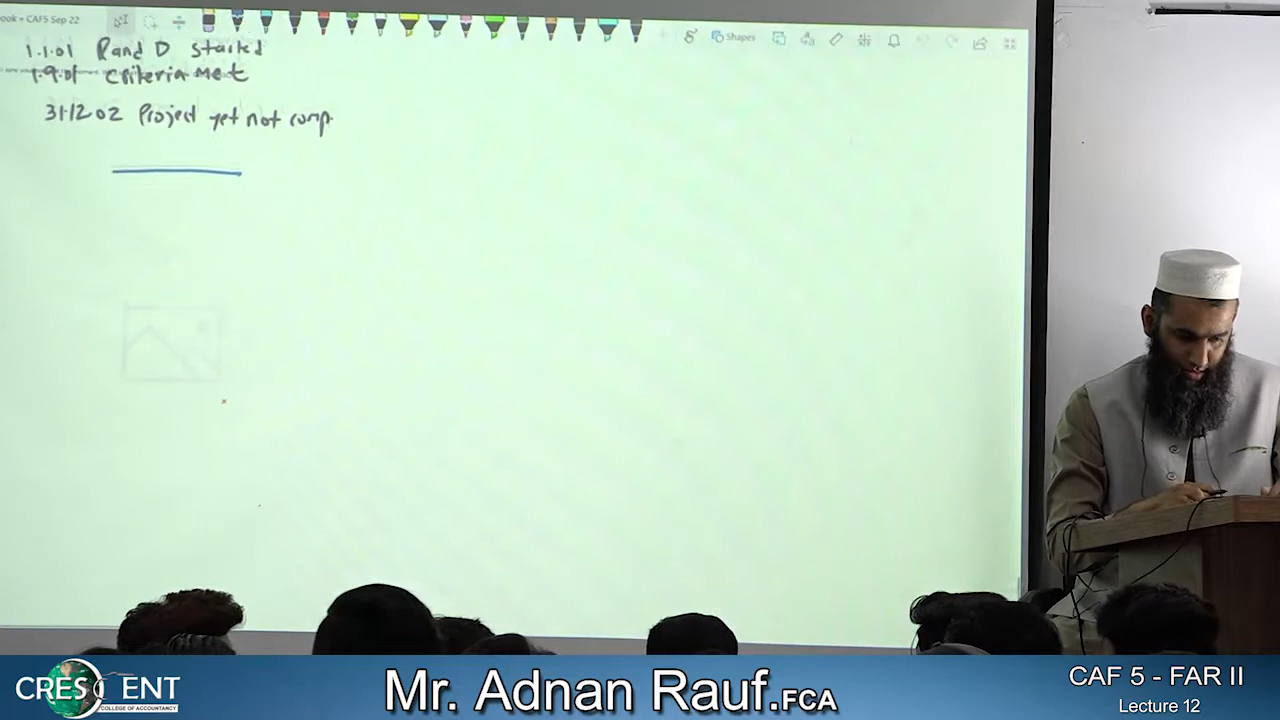 ook » CAF5 Sep 22
Shapes
1.1.01 R and D started
1.9.01 Criteria Met
31.12.02 Project yet not comp.
CRESCENT
COLLEGE OF ACCOUNTANCY
Mr. Adnan Rauf.FCA
CAF 5 - FAR II
Lecture 12